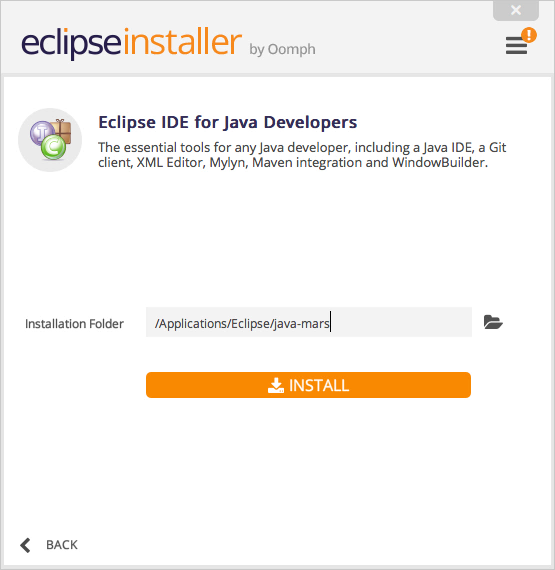 eclipseinstaller by Oomph
!
Eclipse IDE for Java Developers
J
C
The essential tools for any Java developer, including a Java IDE, a Git
client, XML Editor, Mylyn, Maven integration and WindowBuilder.
Installation Folder /Applications/Eclipse/java-mars
INSTALL
BACK